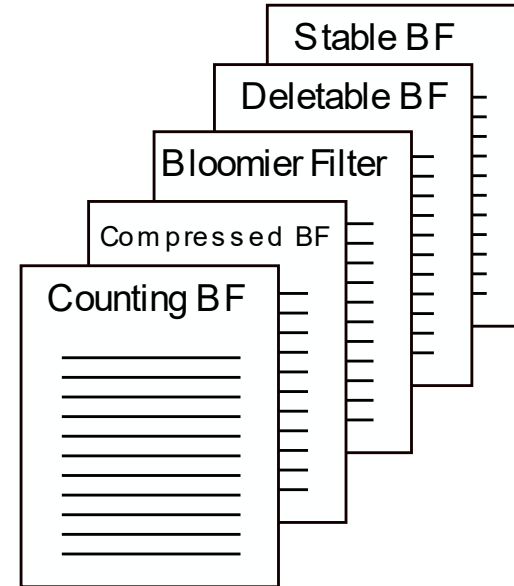 Stable BF
Deletable BF
Bloomier Filter
Compressed BF
Counting BF